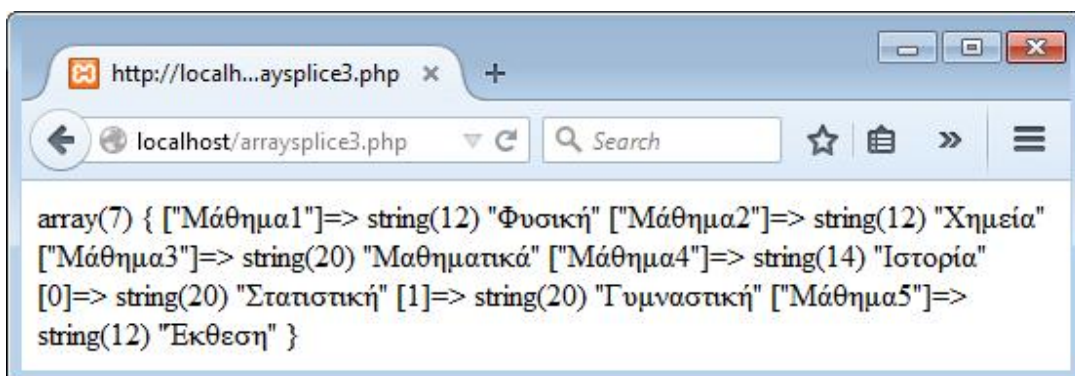 http://localh...aysplice3.php
localhost/arraysplice3.php
Search
array(7) { ["Μάθημα1"]=> string(12) "Φυσική" ["Μάθημα2"]=> string(12) "Χημεία"
["Μάθημα3"]=> string(20) "Μαθηματικά" ["Μάθημα4"]=> string(14) "Ιστορία"
[0]=> string(20) "Στατιστική" [1]=> string(20) "Γυμναστική" ["Μάθημα5"]=>
string(12) "Έκθεση" }